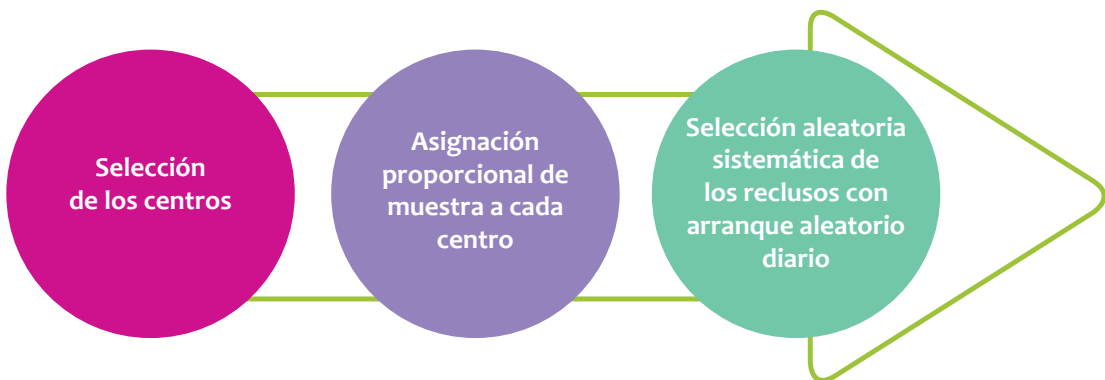 Selección
de los centros
Asignación
proporcional de
muestra a cada
centro
Selección aleatoria
sistemática de
los reclusos con
arranque aleatorio
diario